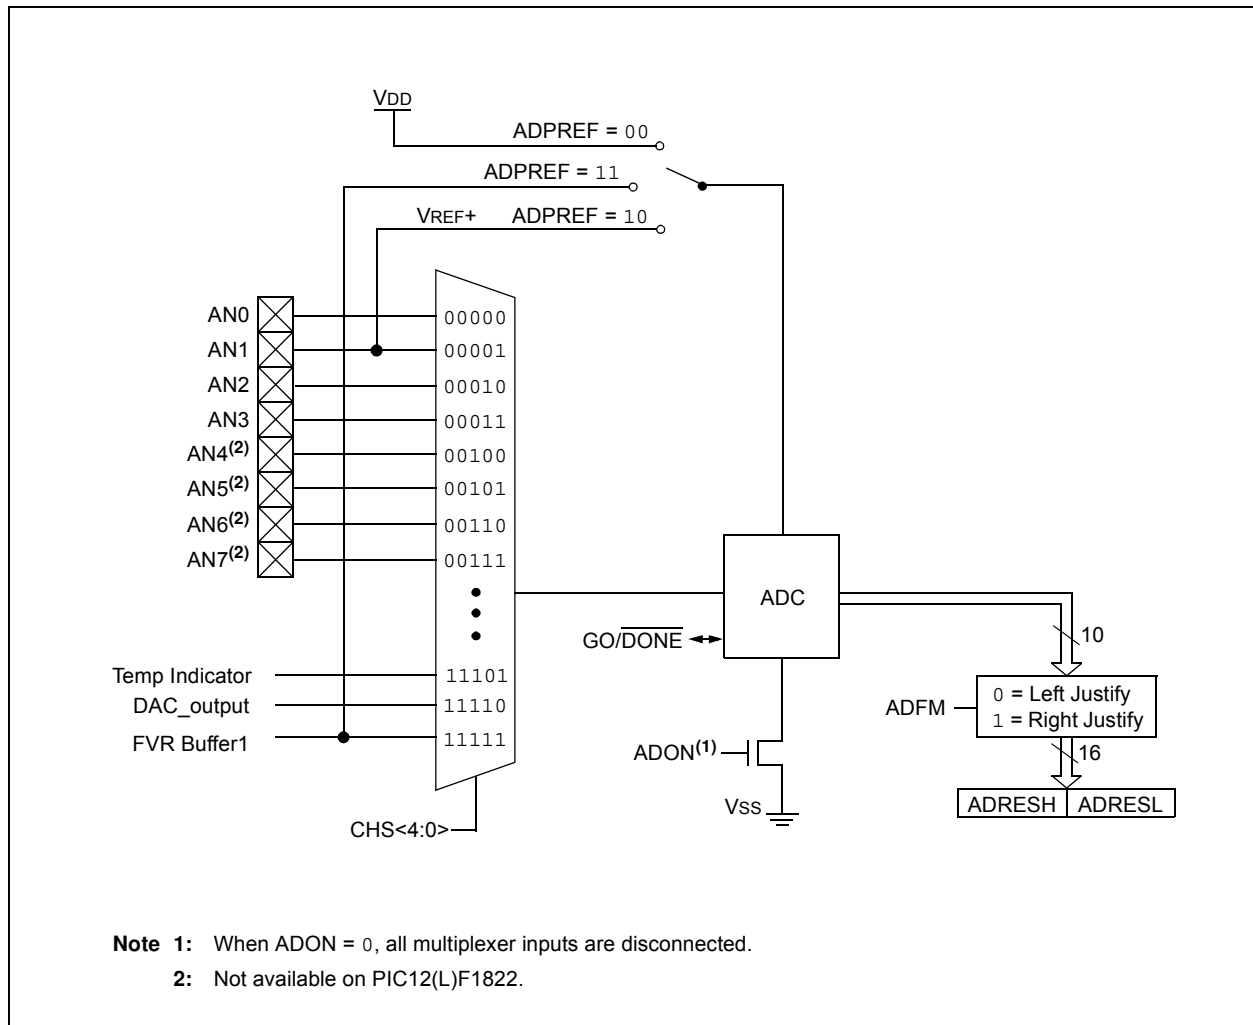 VDD
ADPREF = 00
ADPREF = 11
VREF+ ADPREF = 10
AN0
00000
AN1
00001
AN2
00010
AN3
00011
AN4(2)
00100
AN5(2)
00101
AN6(2)
00110
AN7(2)
00111
ADC
GO/DONE
10
Temp Indicator
11101
DAC_output
11110
FVR Buffer1
11111
ADFM
0 = Left Justify
1 = Right Justify
ADON(1)
16
VSS
ADRESH ADRESL
CHS<4:0>
Note 1: When ADON = 0, all multiplexer inputs are disconnected.
2: Not available on PIC12(L)F1822.